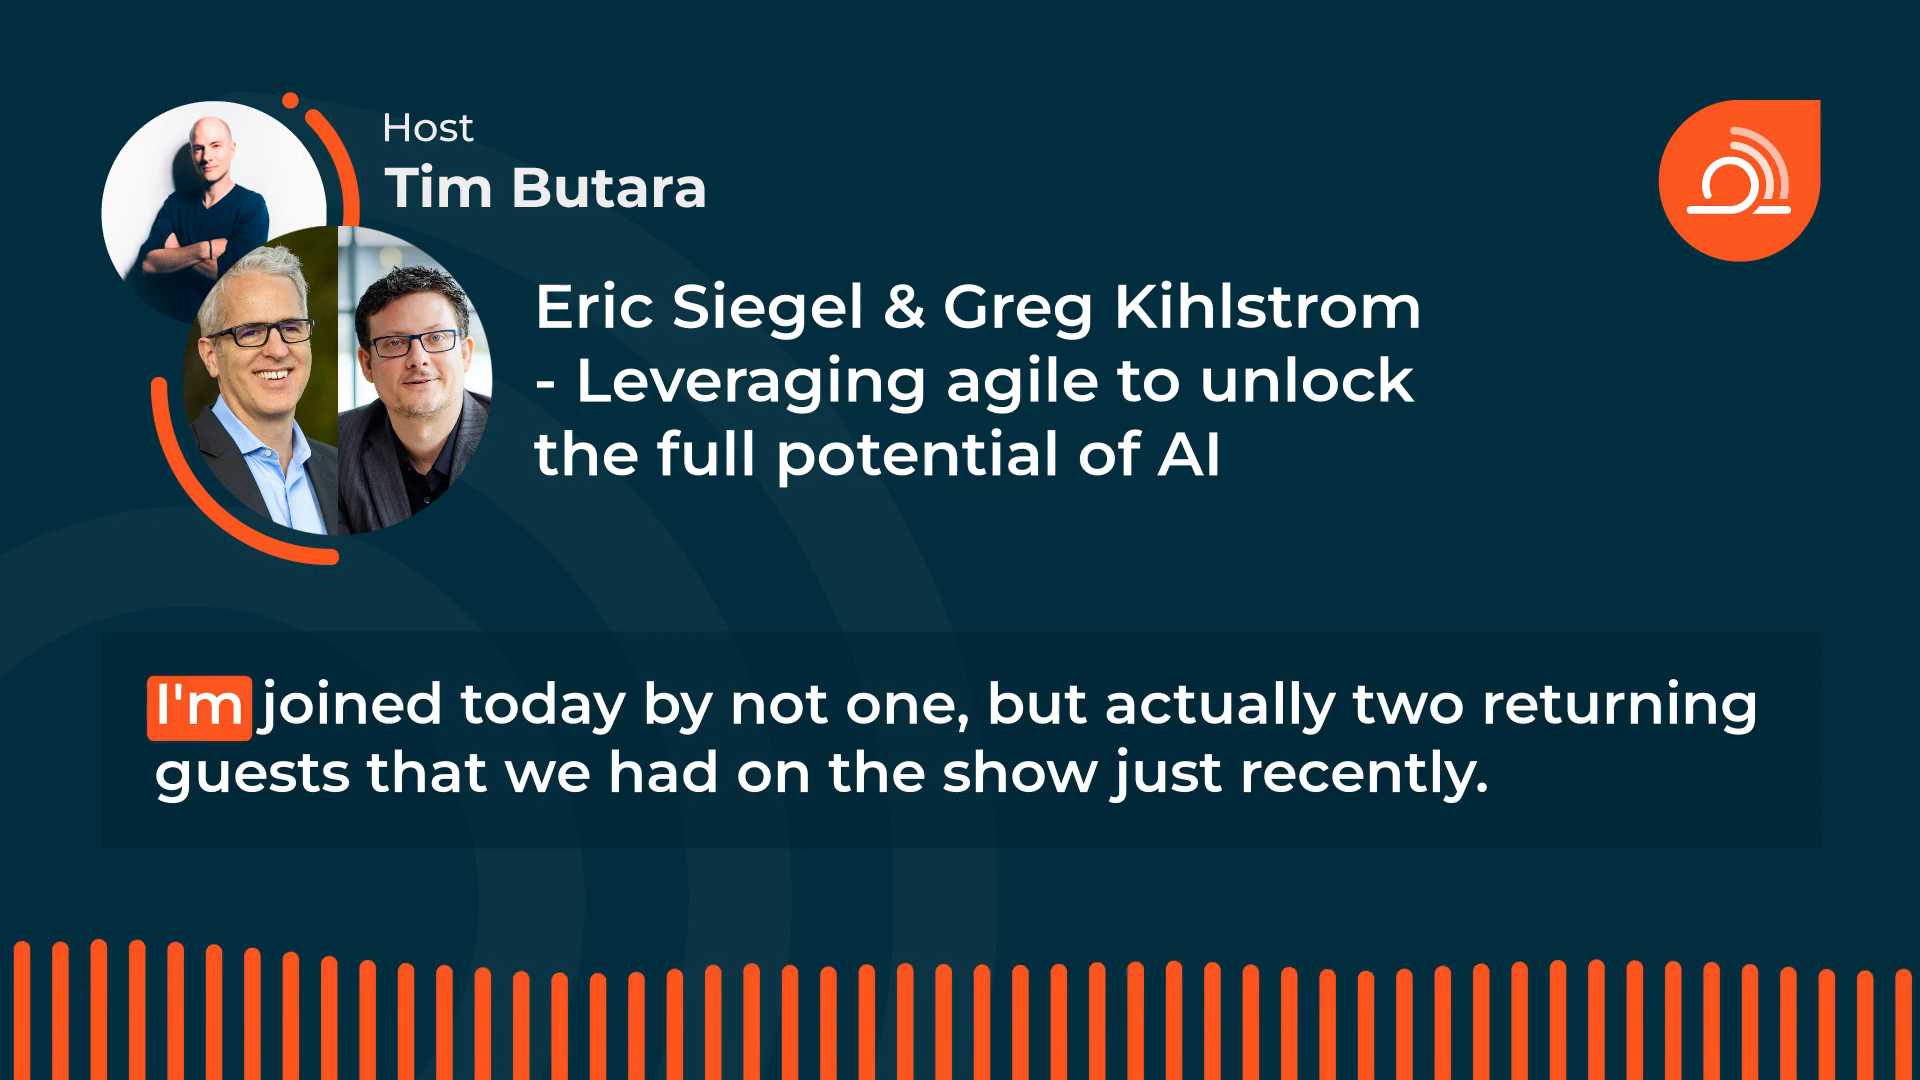 Host
Tim Butara
Eric Siegel & Greg Kihlstrom
- Leveraging agile to unlock
the full potential of AI
I'm joined today by not one, but actually two returning
guests that we had on the show just recently.